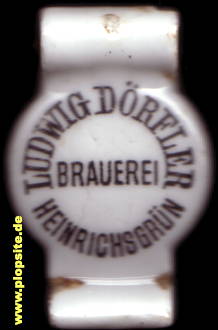 LUDWIG DÖRFLER
BRAUEREI
HEINRICHSGRÜN
www.plopsite.de